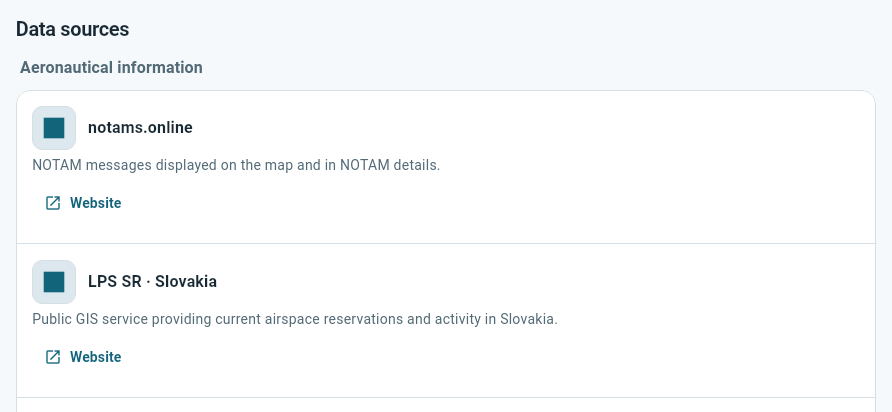 Data sources
Aeronautical information
notams.online
NOTAM messages displayed on the map and in NOTAM details.
Website
LPS SR · Slovakia
Public GIS service providing current airspace reservations and activity in Slovakia.
Website